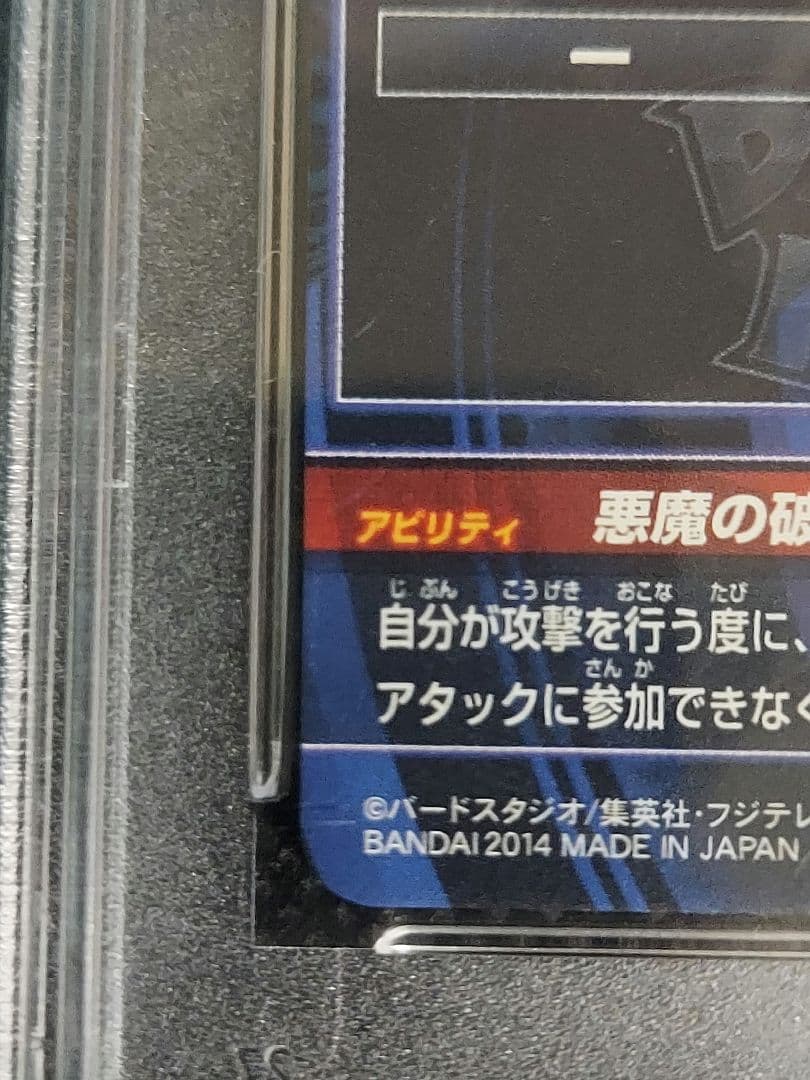 アビリティ
悪魔の破
じぶん こうげき おこな たび
自分が攻撃を行う度に、
さんか
アタックに参加できなく
©バードスタジオ/集英社・フジテレ
BANDAI 2014 MADE IN JAPAN